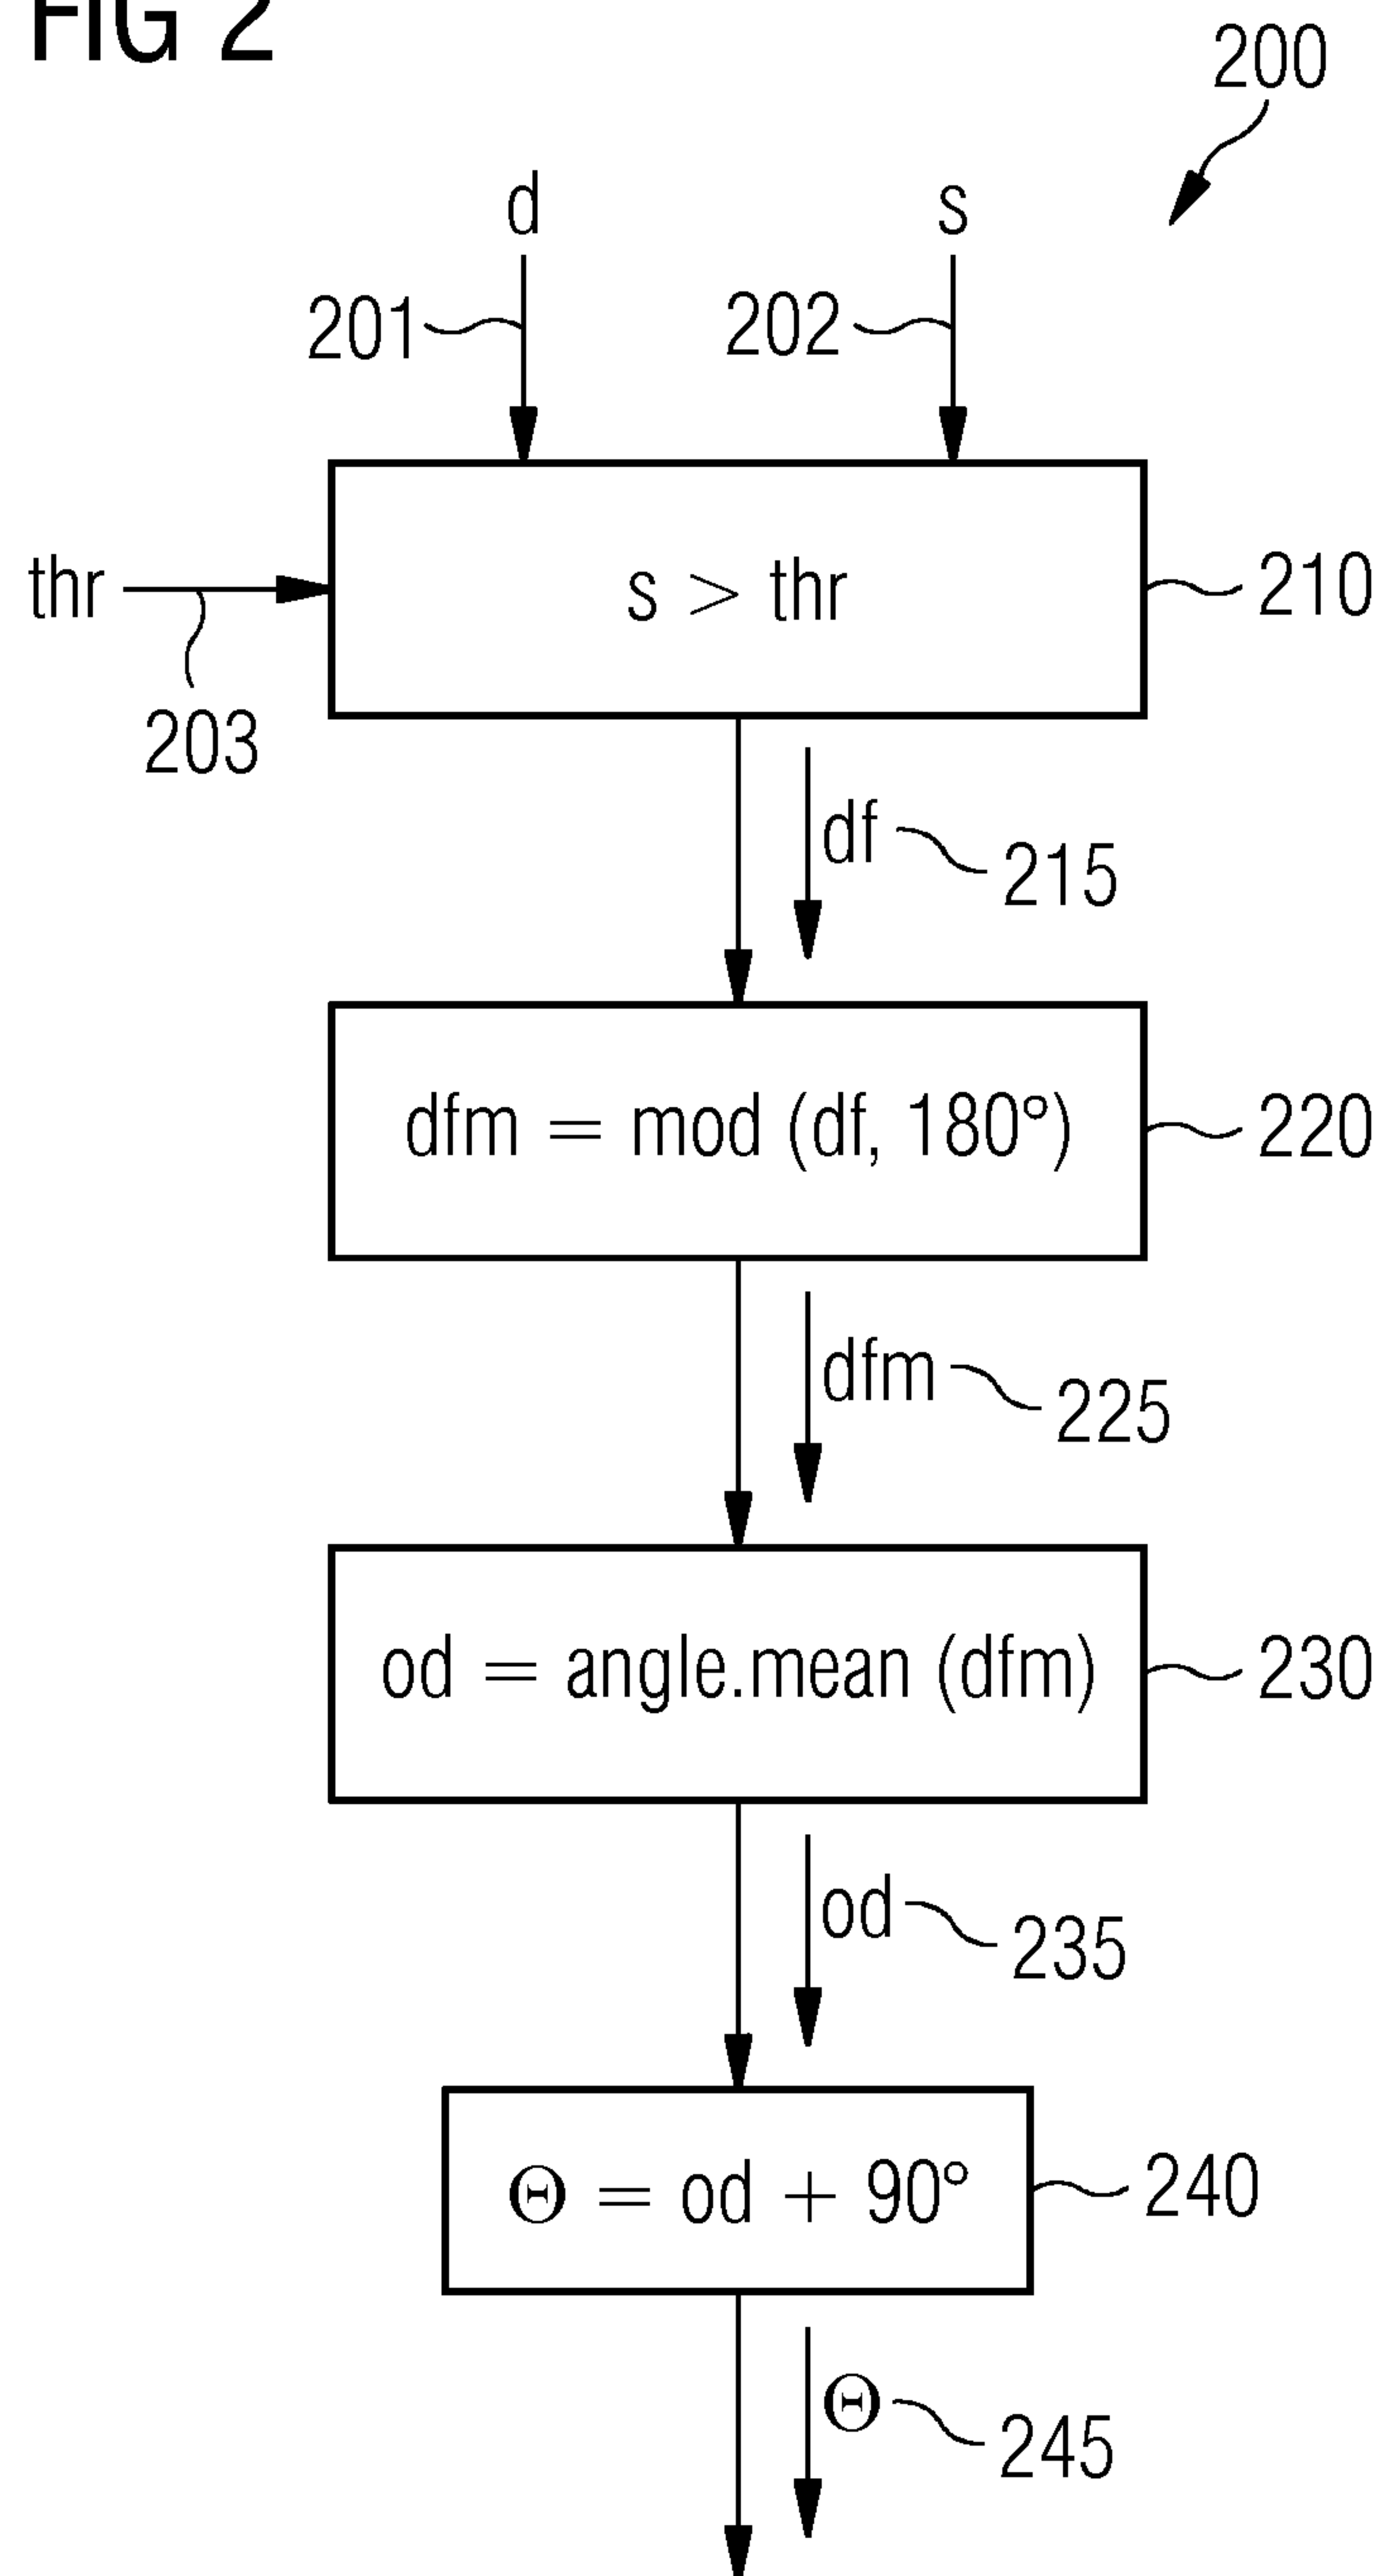 FIG 2
200
d
s
201
202
thr
s > thr
210
203
df
215
dfm = mod (df, 180°)
220
dfm
225
od = angle.mean (dfm)
230
od
235
Θ = od + 90°
240
Θ
245